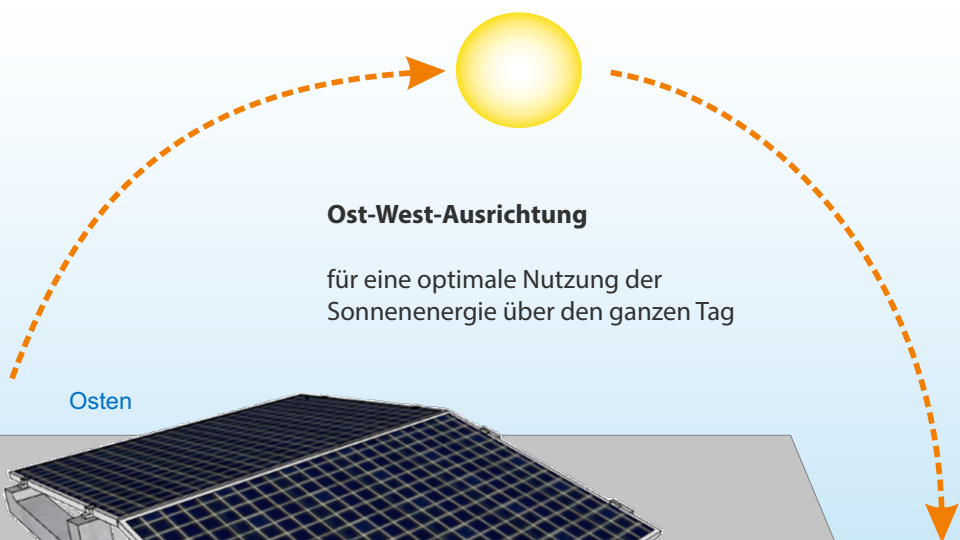 Ost-West-Ausrichtung
für eine optimale Nutzung der
Sonnenenergie über den ganzen Tag
Osten